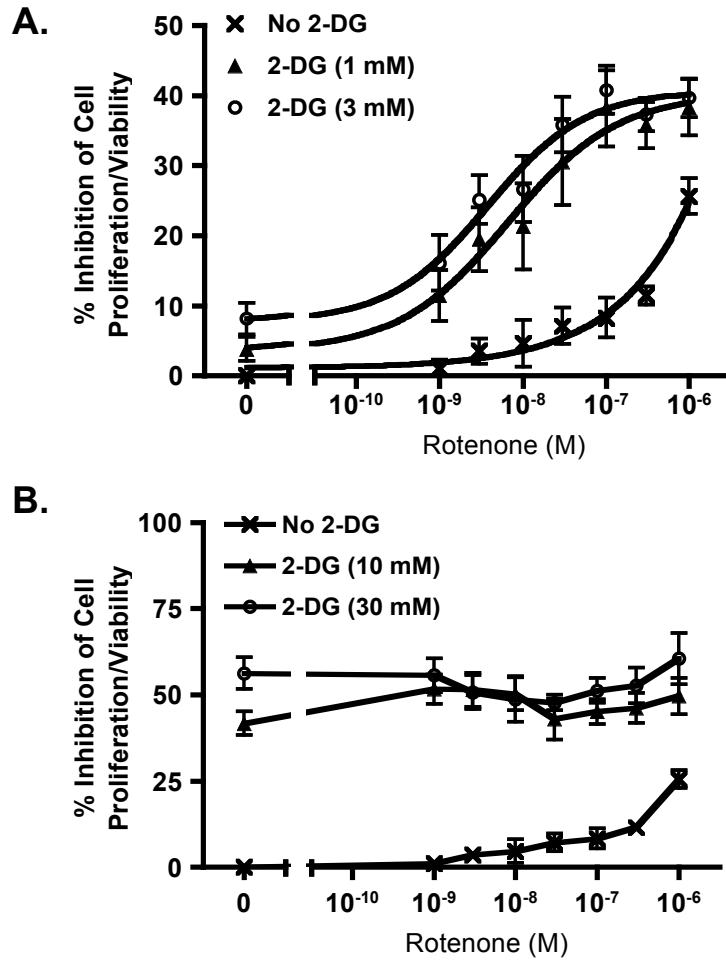 A.
No 2-DG
2-DG (1 mM)
2-DG (3 mM)
% Inhibition of Cell
Proliferation/Viability
50
40
30
20
10
0
0
10⁻¹⁰
10⁻⁹
10⁻⁸
10⁻⁷
10⁻⁶
Rotenone (M)
B.
No 2-DG
2-DG (10 mM)
2-DG (30 mM)
% Inhibition of Cell
Proliferation/Viability
100
75
50
25
0
0
10⁻¹⁰
10⁻⁹
10⁻⁸
10⁻⁷
10⁻⁶
Rotenone (M)